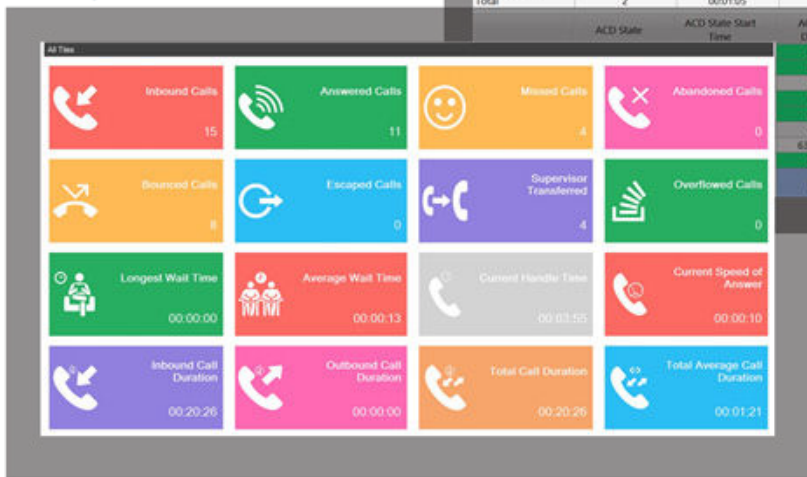 Total 2 00:01:05
ACD State ACD State Start
Time
All Tiles
Inbound Calls
15
Answered Calls
11
Missed Calls
4
Abandoned Calls
0
Bounced Calls
8
Escaped Calls
0
Supervisor
Transferred
4
Overflowed Calls
0
Longest Wait Time
00:00:00
Average Wait Time
00:00:13
Current Handle Time
00:03:55
Current Speed of
Answer
00:00:10
Inbound Call
Duration
00:20:26
Outbound Call
Duration
00:00:00
Total Call Duration
00:20:26
Total Average Call
Duration
00:01:21